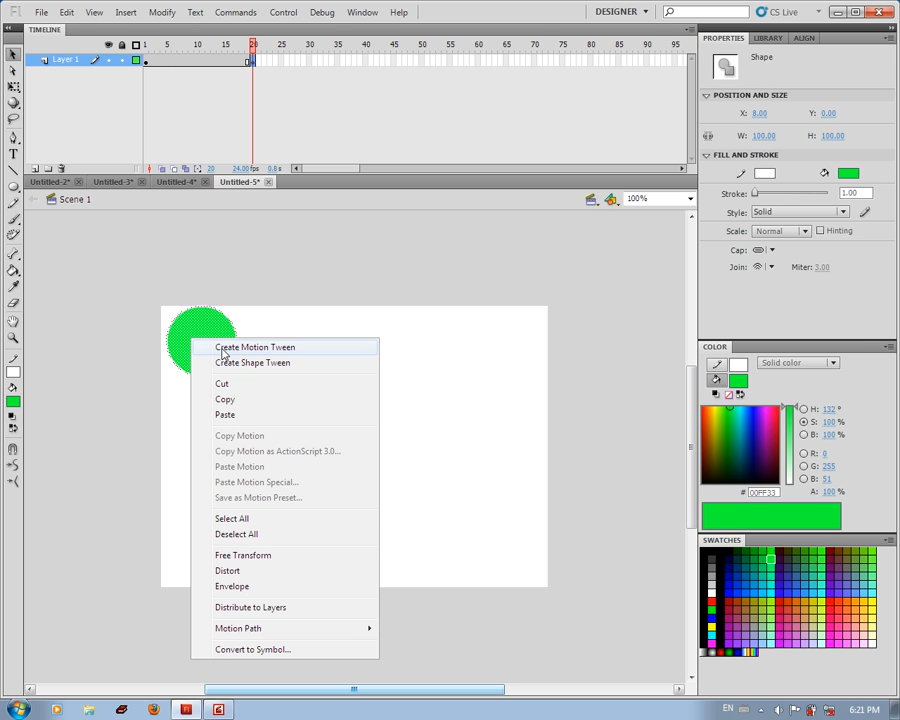 Fl File Edit View Insert Modify Text Commands Control Debug Window Help DESIGNER CS Live
TIMELINE
1 5 10 15 20 25 30 35 40 45 50 55 60 65 70 75 80 85 90 95
Layer 1
20 24.00 fps 0.8 s
Untitled-2* Untitled-3* Untitled-4* Untitled-5*
Scene 1 100%
Create Motion Tween
Create Shape Tween
Cut
Copy
Paste
Copy Motion
Copy Motion as ActionScript 3.0...
Paste Motion
Paste Motion Special...
Save as Motion Preset...
Select All
Deselect All
Free Transform
Distort
Envelope
Distribute to Layers
Motion Path
Convert to Symbol...
PROPERTIES LIBRARY ALIGN
Shape
POSITION AND SIZE
X: 8.00 Y: 0.00
W: 100.00 H: 100.00
FILL AND STROKE
Stroke: 1.00
Style: Solid
Scale: Normal Hinting
Cap:
Join: Miter: 3.00
COLOR
Solid color
H: 132 °
S: 100 %
B: 100 %
R: 0
G: 255
B: 51
# 00FF33 A: 100 %
SWATCHES
Fl EN 6:21 PM